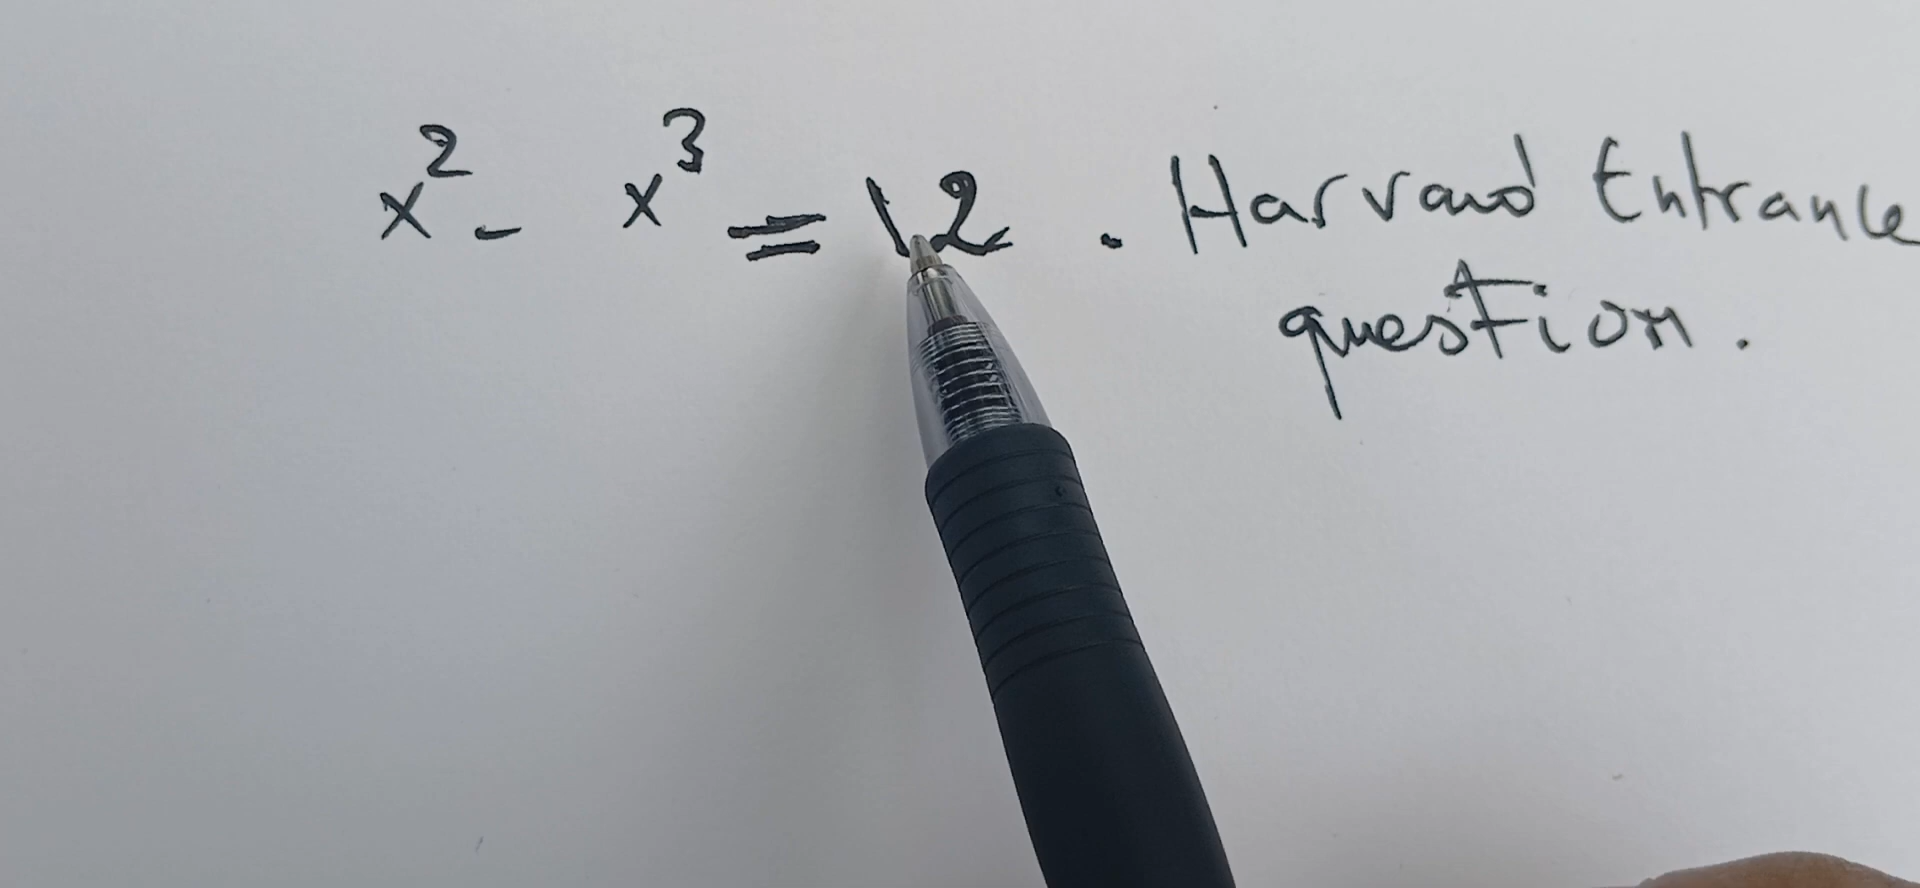 x² - x³ = 12 . Harvard Entrance
question.